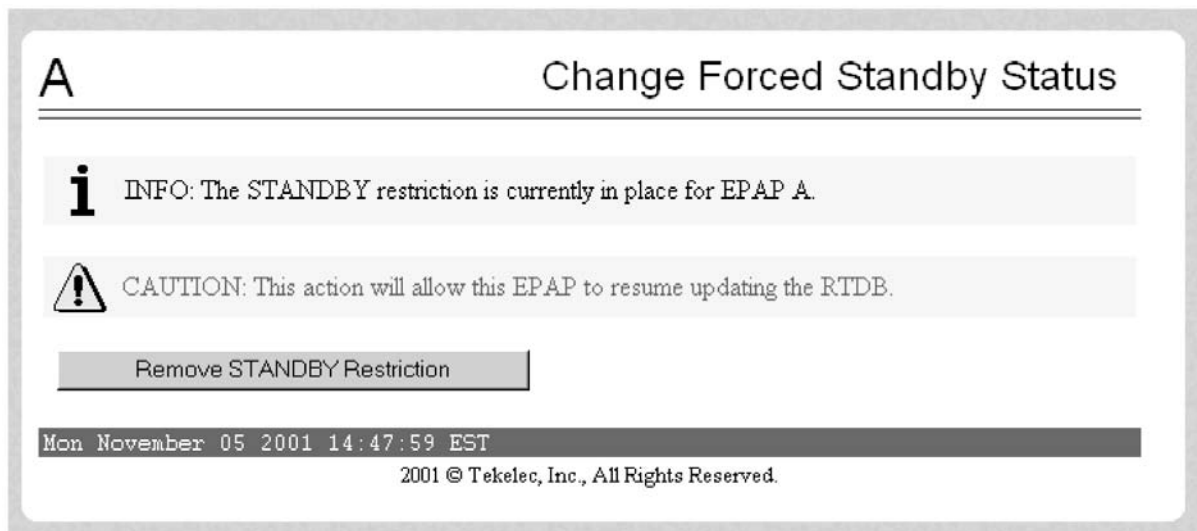 A
Change Forced Standby Status
i
INFO: The STANDBY restriction is currently in place for EPAP A.
CAUTION: This action will allow this EPAP to resume updating the RTDB.
Remove STANDBY Restriction
Mon November 05 2001 14:47:59 EST
2001 © Tekelec, Inc., All Rights Reserved.